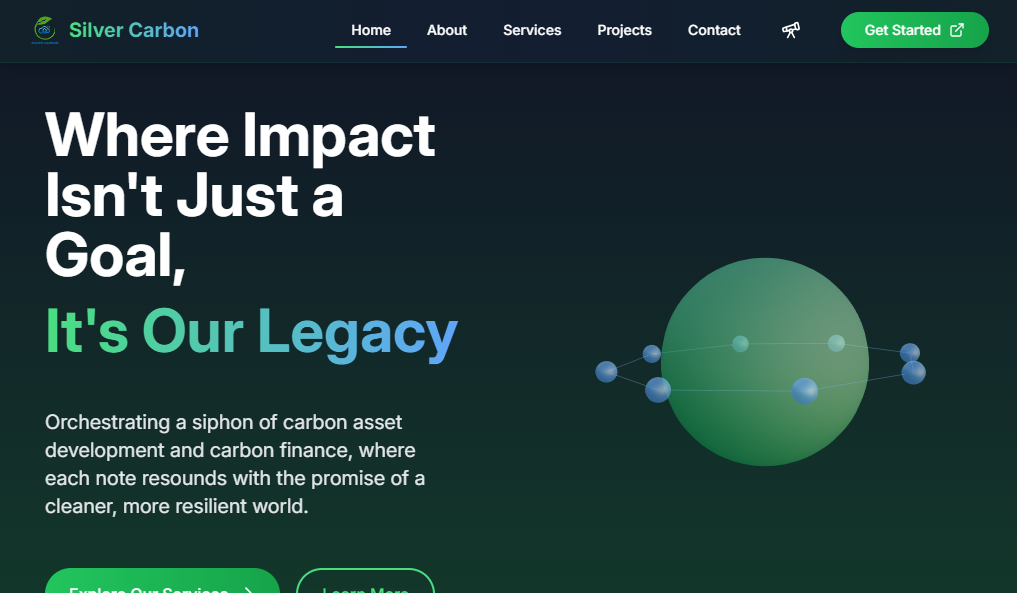 Silver Carbon
Home
About
Services
Projects
Contact
Get Started
Where Impact
Isn't Just a
Goal,
It's Our Legacy
Orchestrating a siphon of carbon asset
development and carbon finance, where
each note resounds with the promise of a
cleaner, more resilient world.
Explore Our Services
Learn More